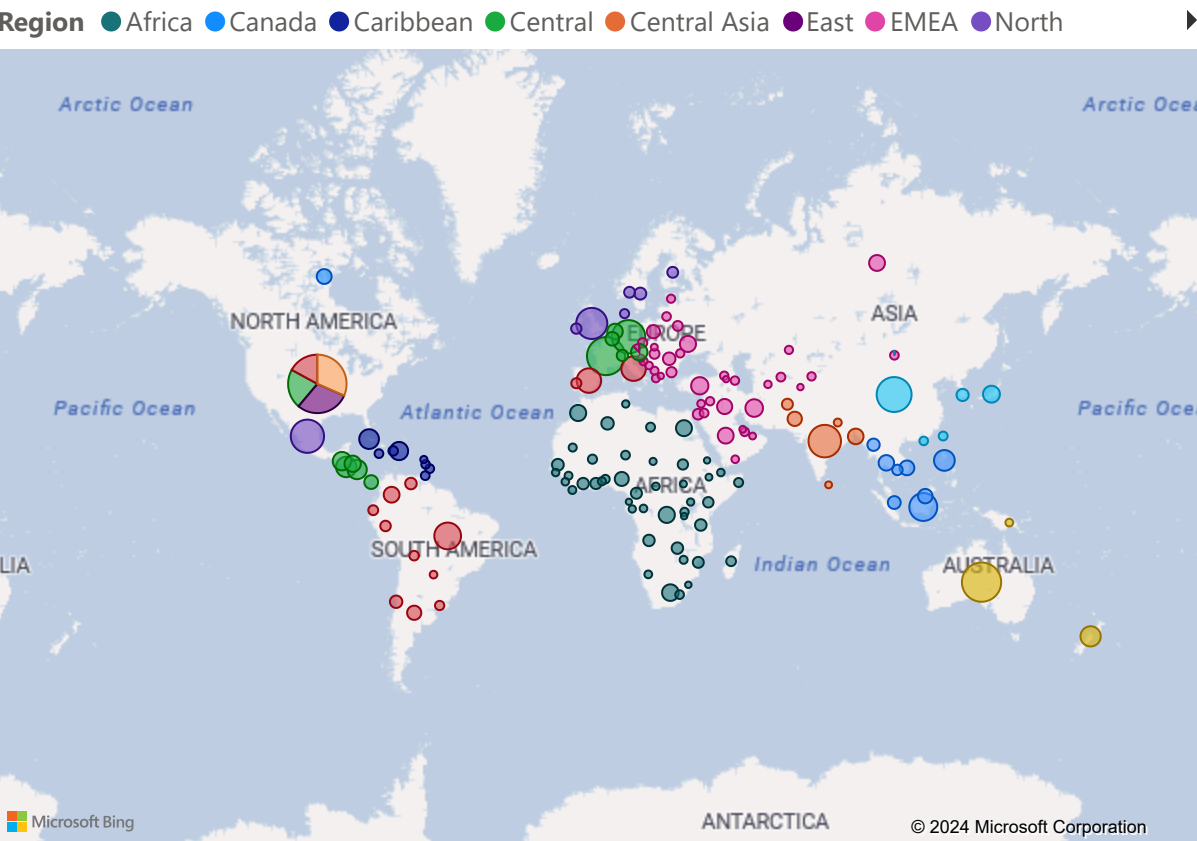 Region Africa Canada Caribbean Central Central Asia East EMEA North
Arctic Ocean
Arctic Ocea
NORTH AMERICA
ASIA
EUROPE
Pacific Ocean
Atlantic Ocean
Pacific Oce
AFRICA
SOUTH AMERICA
LIA
Indian Ocean
AUSTRALIA
Microsoft Bing
ANTARCTICA
© 2024 Microsoft Corporation